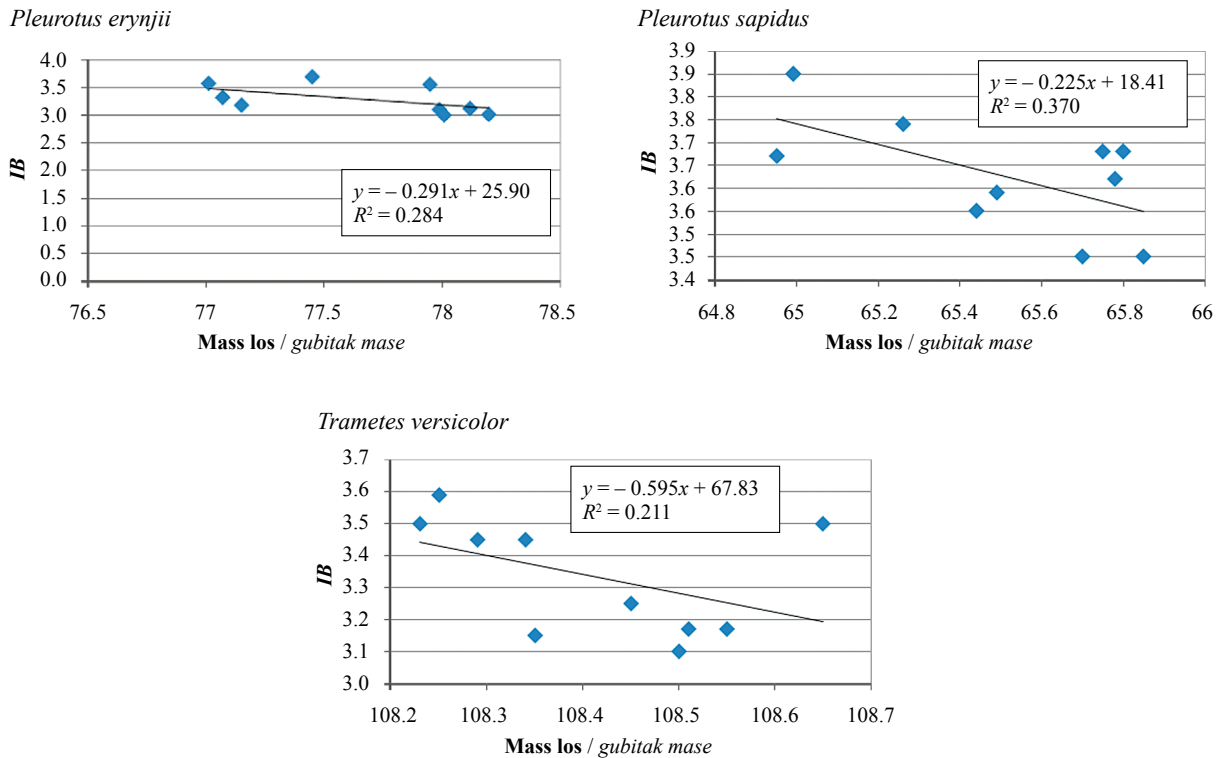 Pleurotus erynjii
IB
4.0
3.5
3.0
2.5
2.0
1.5
1.0
0.5
0.0
y = – 0.291x + 25.90
R² = 0.284
76.5 77 77.5 78 78.5
Mass los / gubitak mase
Pleurotus sapidus
IB
3.9
3.9
3.8
3.8
3.7
3.7
3.6
3.6
3.5
3.5
3.4
y = – 0.225x + 18.41
R² = 0.370
64.8 65 65.2 65.4 65.6 65.8 66
Mass los / gubitak mase
Trametes versicolor
IB
3.7
3.6
3.5
3.4
3.3
3.2
3.1
3.0
y = – 0.595x + 67.83
R² = 0.211
108.2 108.3 108.4 108.5 108.6 108.7
Mass los / gubitak mase